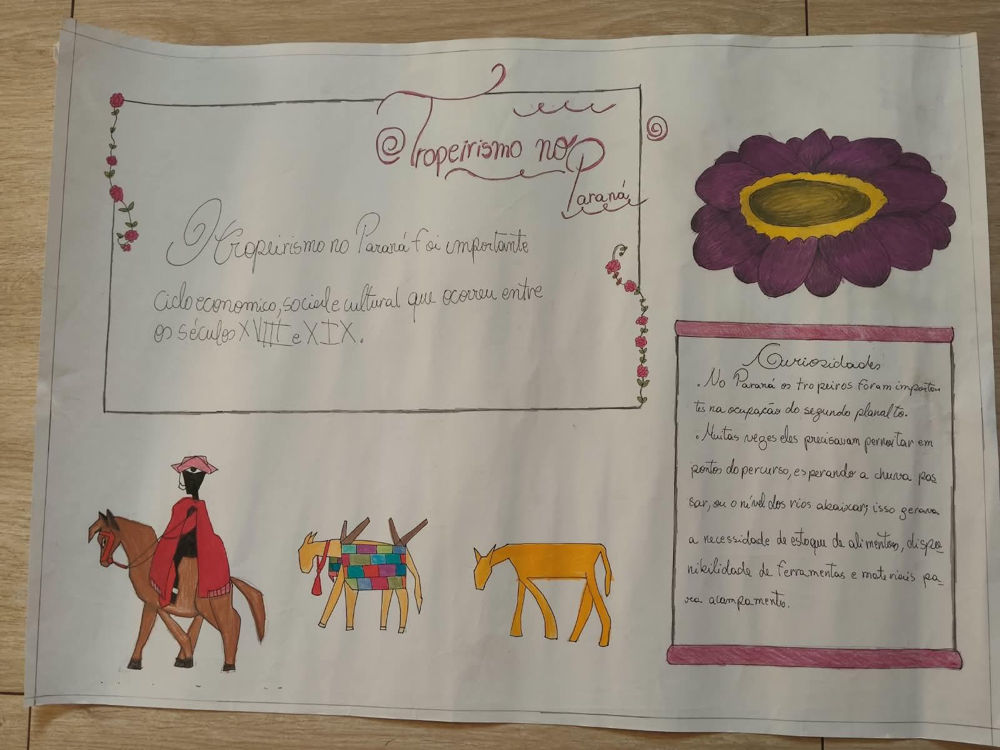 Tropeirismo no
Paraná
O tropeirismo no Paraná foi importante
ciclo economico, social e cultural que ocorreu entre
os séculos XVIII e XIX.
Curiosidades
. No Paraná os tropeiros foram importan
tes na ocupação do segundo planalto.
. Muitas vezes eles precisavam pernoitar em
pontos do percurso, esperando a chuva pas
sar, ou o nível dos rios abaixar; isso gerava
a necessidade de estoque de alimentos, dispo
nibilidade de ferramentas e materiais pa
ra acampamento.